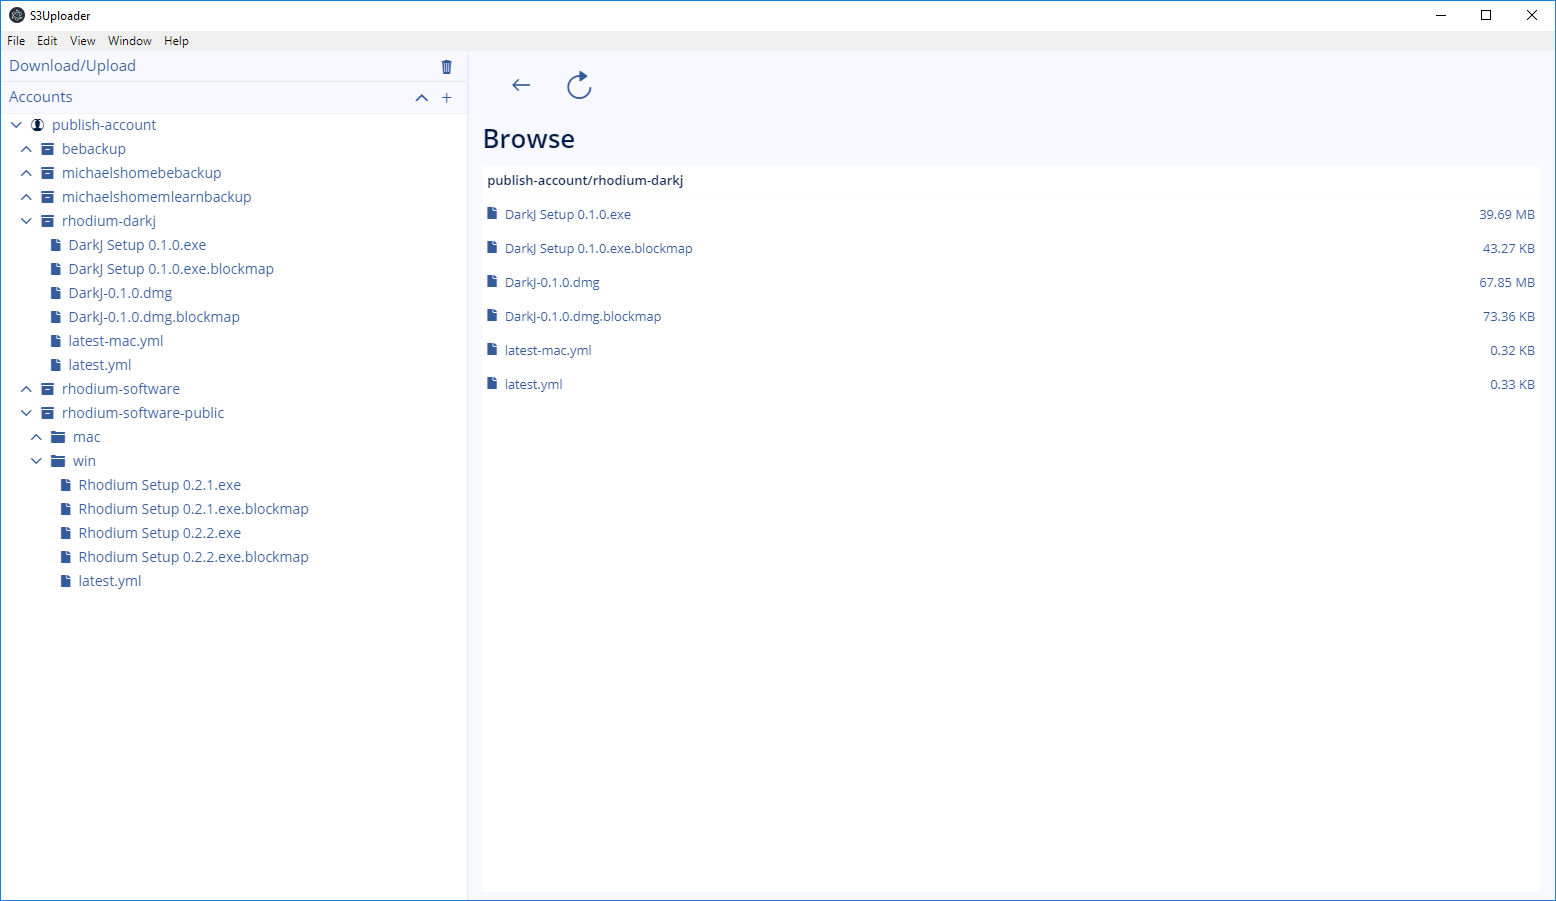 S3Uploader
File Edit View Window Help
Download/Upload
Accounts
publish-account
bebackup
michaelshomebebackup
michaelshomemlearnbackup
rhodium-darkj
DarkJ Setup 0.1.0.exe
DarkJ Setup 0.1.0.exe.blockmap
DarkJ-0.1.0.dmg
DarkJ-0.1.0.dmg.blockmap
latest-mac.yml
latest.yml
rhodium-software
rhodium-software-public
mac
win
Rhodium Setup 0.2.1.exe
Rhodium Setup 0.2.1.exe.blockmap
Rhodium Setup 0.2.2.exe
Rhodium Setup 0.2.2.exe.blockmap
latest.yml
Browse
publish-account/rhodium-darkj
DarkJ Setup 0.1.0.exe 39.69 MB
DarkJ Setup 0.1.0.exe.blockmap 43.27 KB
DarkJ-0.1.0.dmg 67.85 MB
DarkJ-0.1.0.dmg.blockmap 73.36 KB
latest-mac.yml 0.32 KB
latest.yml 0.33 KB